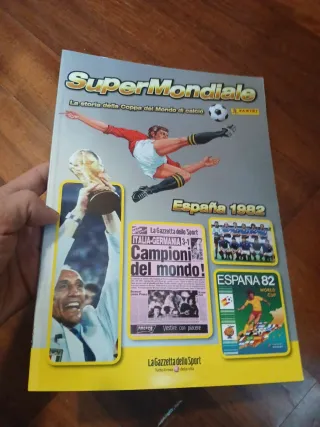 SuperMondiale
La storia della Coppa del Mondo di calcio
PANINI
España 1982
La Gazzetta dello Sport
ITALIA-GERMANIA 3-1
Campioni
del mondo!
ESPAÑA 82
WORLD
CUP
La Gazzetta dello Sport